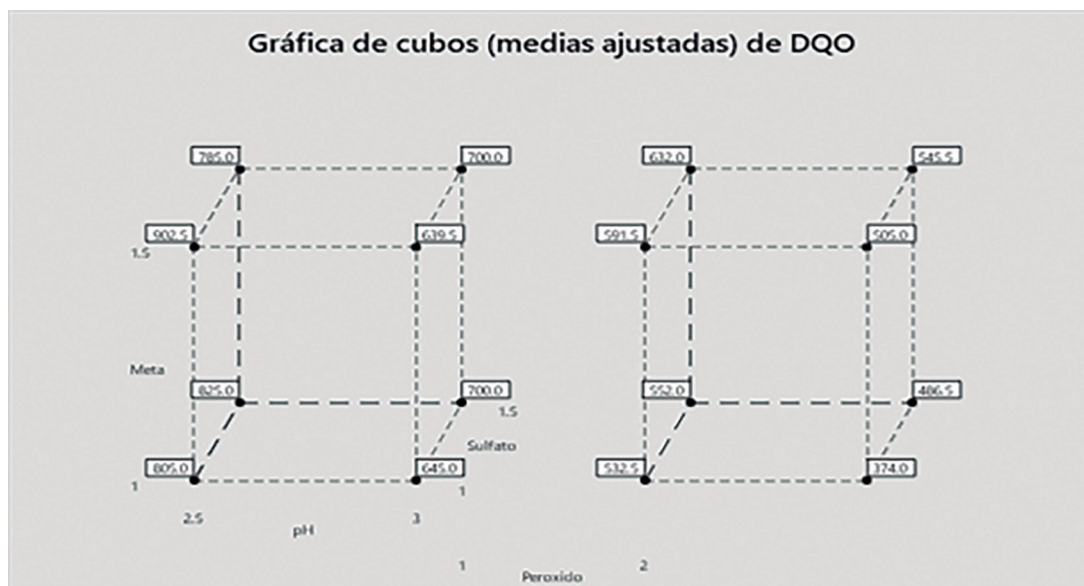 Gráfica de cubos (medias ajustadas) de DQO
785.0 700.0 632.0 545.5
902.5 639.5 591.5 505.0
1.5
Meta
825.0 700.0 552.0 486.5
1.5
Sulfato
805.0 645.0 532.5 374.0
1 1
2.5 3
pH
1 2
Peroxido